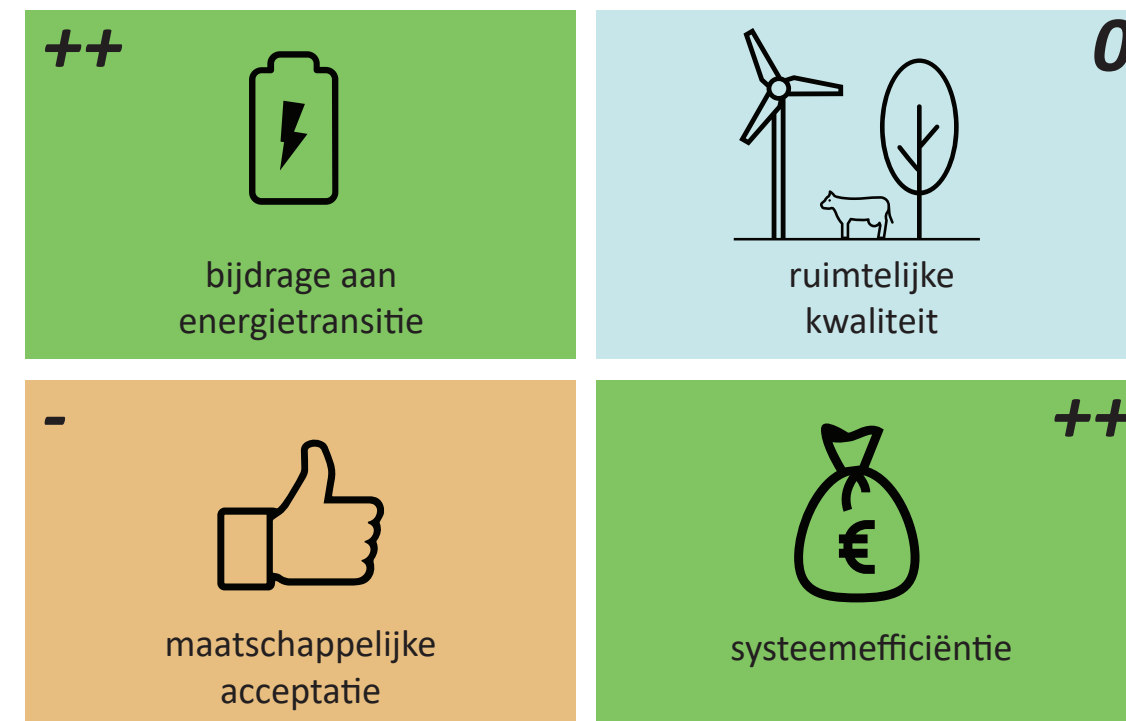 ++
bijdrage aan
energietransitie
0
ruimtelijke
kwaliteit
-
maatschappelijke
acceptatie
++
€
systeemefficiëntie